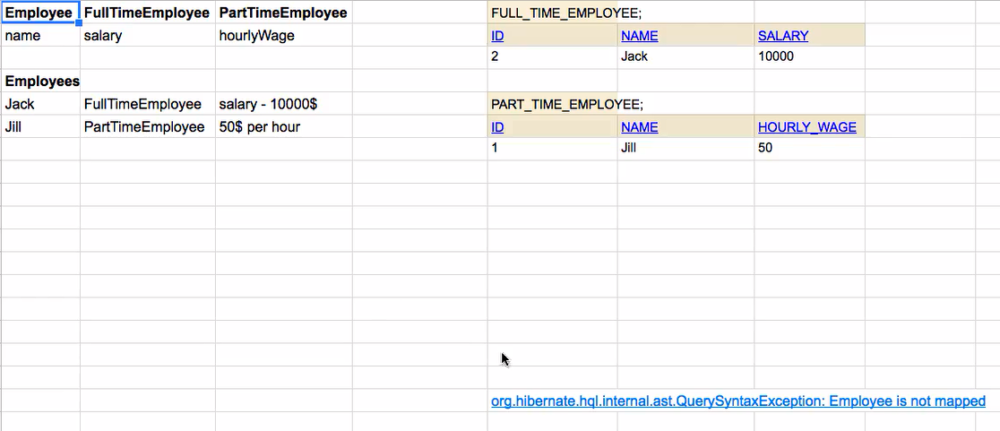 Employee FullTimeEmployee PartTimeEmployee FULL_TIME_EMPLOYEE;
name salary hourlyWage ID NAME SALARY
2 Jack 10000
Employees
Jack FullTimeEmployee salary - 10000$ PART_TIME_EMPLOYEE;
Jill PartTimeEmployee 50$ per hour ID NAME HOURLY_WAGE
1 Jill 50
org.hibernate.hql.internal.ast.QuerySyntaxException: Employee is not mapped